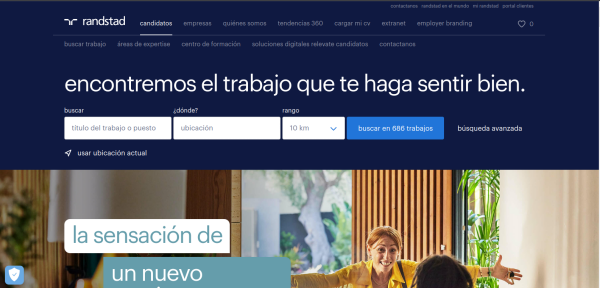 contactanos randstad en el mundo mi randstad portal clientes
randstad candidatos empresas quiénes somos tendencias 360 cargar mi cv extranet employer branding 0
buscar trabajo áreas de expertise centro de formación soluciones digitales relevate candidatos contactanos
encontremos el trabajo que te haga sentir bien.
buscar ¿dónde? rango
título del trabajo o puesto ubicación 10 km buscar en 686 trabajos búsqueda avanzada
usar ubicación actual
la sensación de
un nuevo